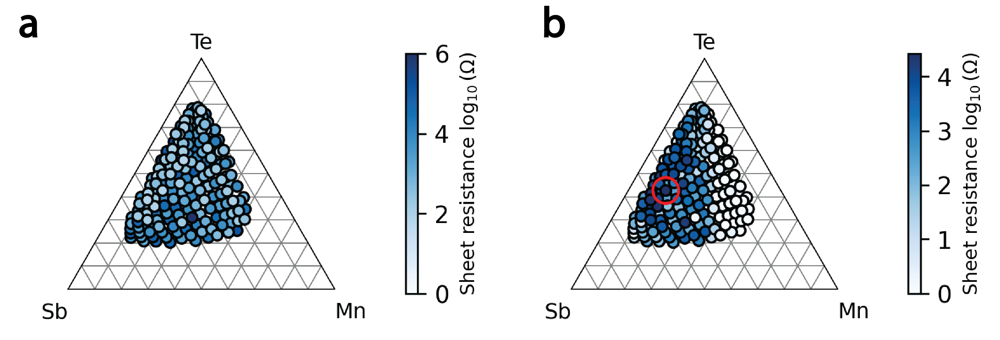 a
Te
Sb
Mn
6
4
2
0
Sheet resistance log₁₀ (Ω)
b
Te
Sb
Mn
4
3
2
1
0
Sheet resistance log₁₀ (Ω)